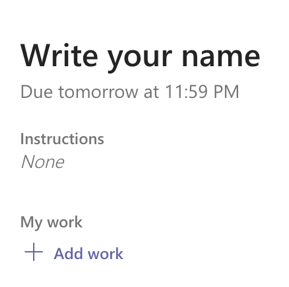 Write your name
Due tomorrow at 11:59 PM
Instructions
None
My work
Add work